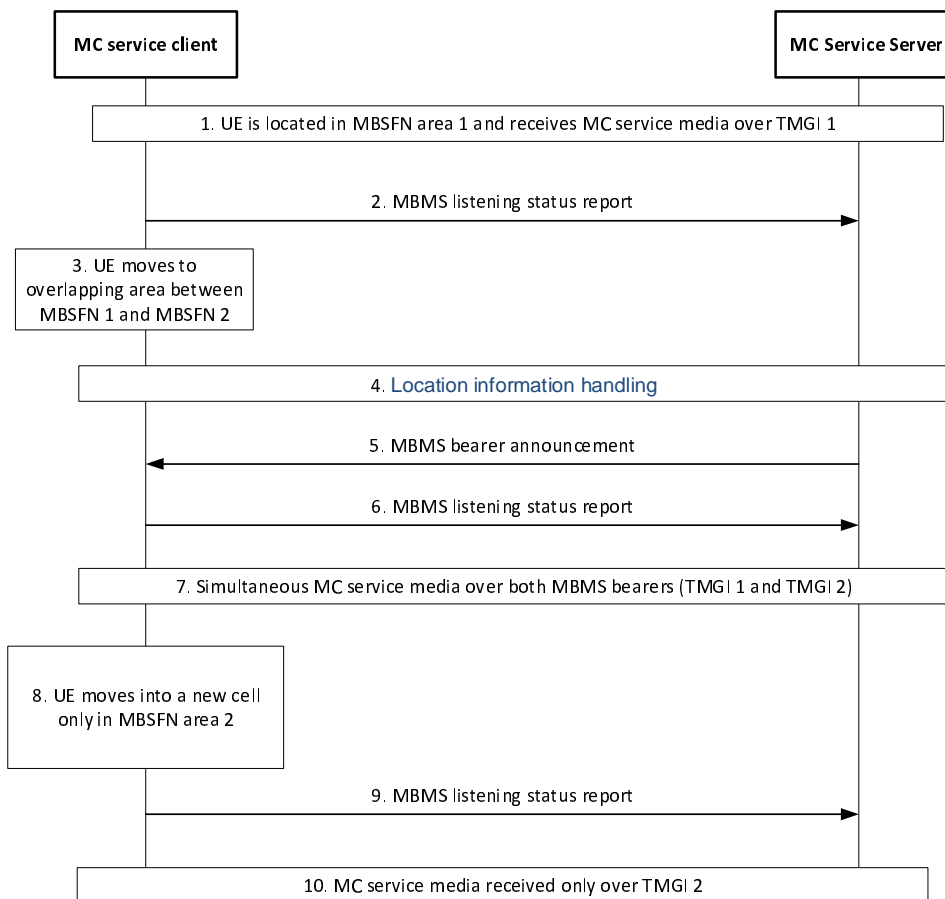 MC service client
MC Service Server
1. UE is located in MBSFN area 1 and receives MC service media over TMGI 1
2. MBMS listening status report
3. UE moves to
overlapping area between
MBSFN 1 and MBSFN 2
4. Location information handling
5. MBMS bearer announcement
6. MBMS listening status report
7. Simultaneous MC service media over both MBMS bearers (TMGI 1 and TMGI 2)
8. UE moves into a new cell
only in MBSFN area 2
9. MBMS listening status report
10. MC service media received only over TMGI 2